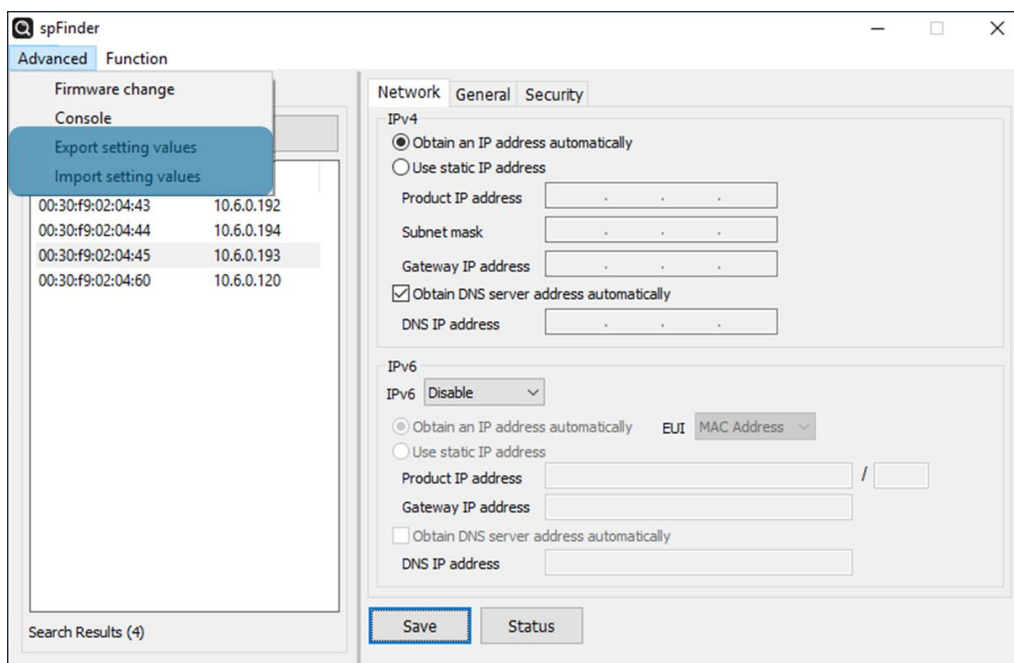 spFinder
Advanced Function
Firmware change
Console
Export setting values
Import setting values
00:30:f9:02:04:43 10.6.0.192
00:30:f9:02:04:44 10.6.0.194
00:30:f9:02:04:45 10.6.0.193
00:30:f9:02:04:60 10.6.0.120
Search Results (4)
Network General Security
IPv4
Obtain an IP address automatically
Use static IP address
Product IP address . . .
Subnet mask . . .
Gateway IP address . . .
Obtain DNS server address automatically
DNS IP address . . .
IPv6
IPv6 Disable
Obtain an IP address automatically EUI MAC Address
Use static IP address
Product IP address /
Gateway IP address
Obtain DNS server address automatically
DNS IP address
Save Status